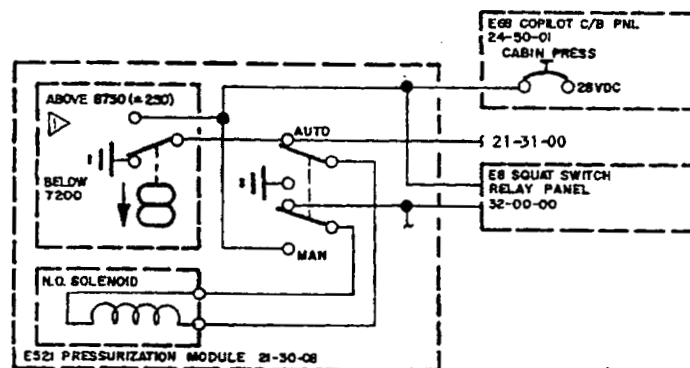 E68 COPILOT C/B PNL
24-50-01
CABIN PRESS
28VDC
ABOVE 8750 (±250)
1
AUTO
21-31-00
BELOW
7200
E8 SQUAT SWITCH
RELAY PANEL
32-00-00
MAN
N.O. SOLENOID
E521 PRESSURIZATION MODULE 21-30-08